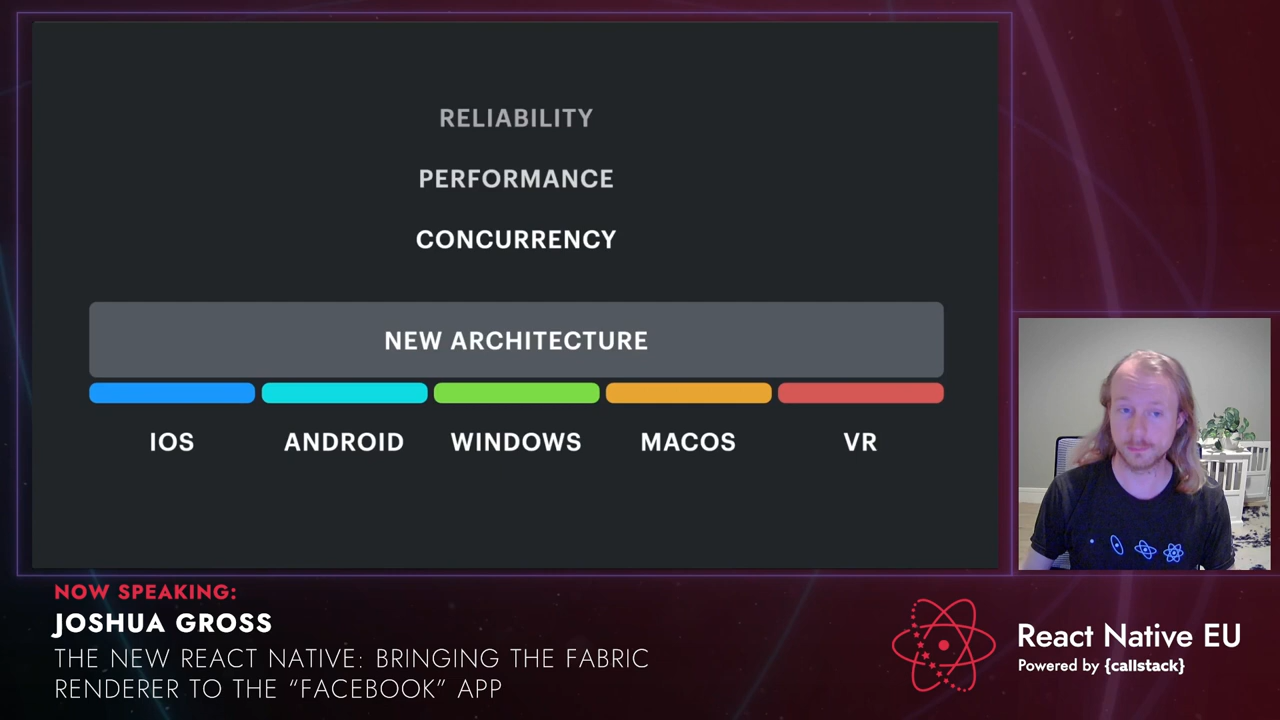 RELIABILITY
PERFORMANCE
CONCURRENCY
NEW ARCHITECTURE
IOS ANDROID WINDOWS MACOS VR
NOW SPEAKING:
JOSHUA GROSS
THE NEW REACT NATIVE: BRINGING THE FABRIC
RENDERER TO THE “FACEBOOK” APP
React Native EU
Powered by {callstack}